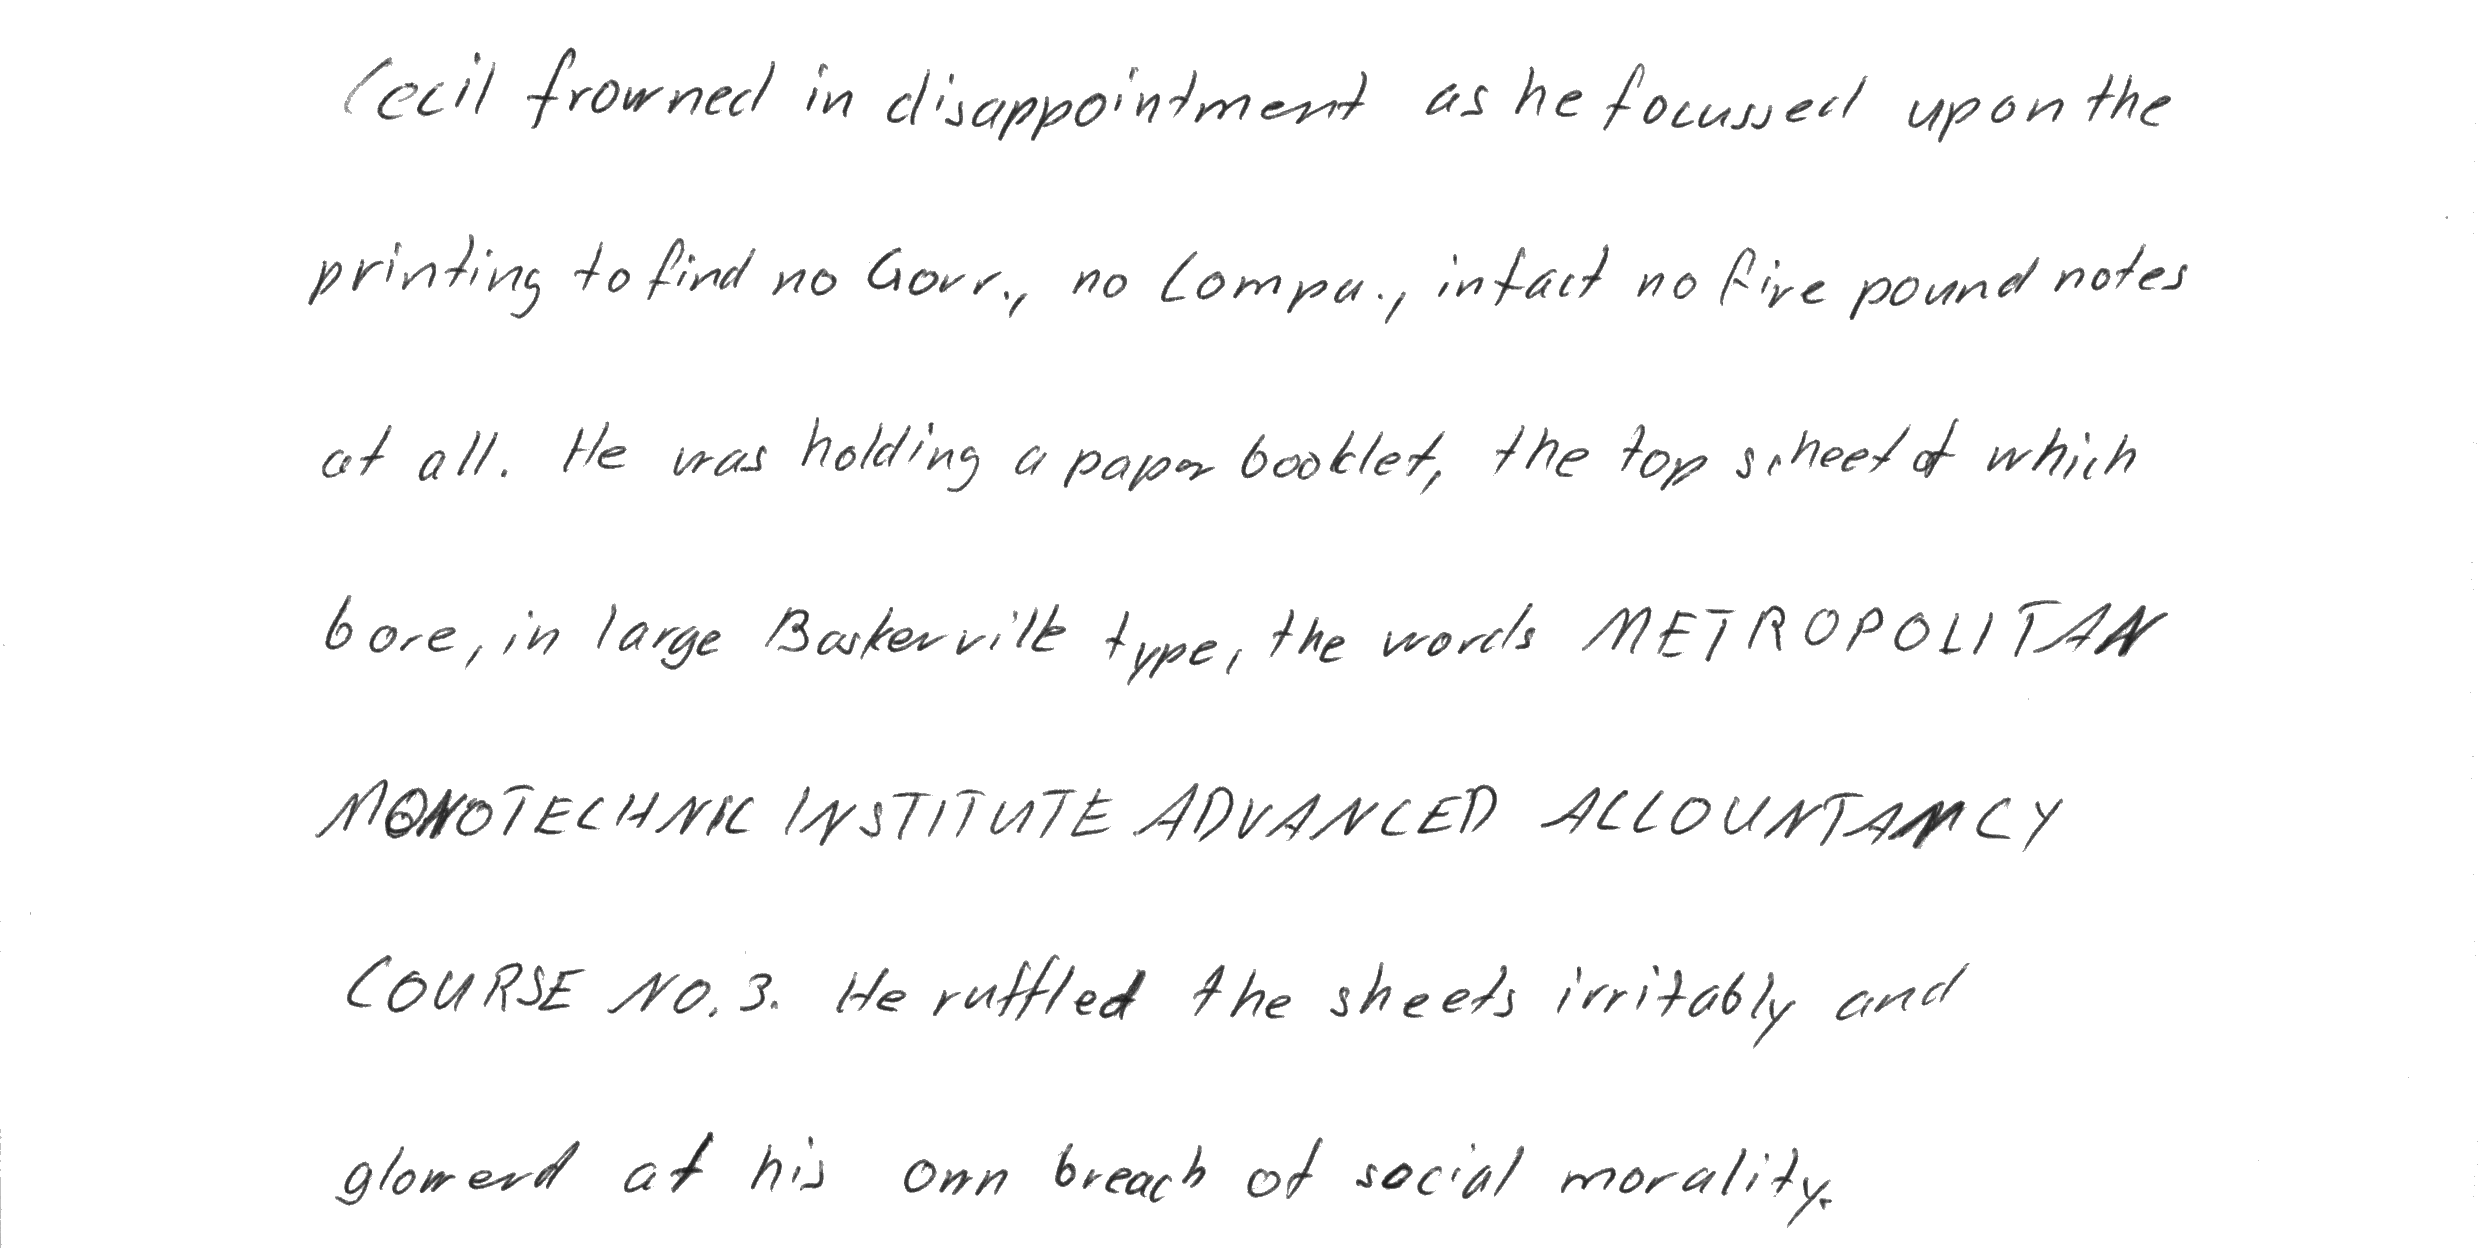 Cecil frowned in disappointment as he focussed upon the
printing to find no Govr., no Compa., in fact no five pound notes
at all. He was holding a paper booklet, the top scheet of which
bore, in large Baskerville type, the words METROPOLITAN
MONOTECHNIC INSTITUTE ADVANCED ACCOUNTANCY
COURSE NO. 3. He ruffled the sheets irritably and
glowerd at his own breach of social morality.